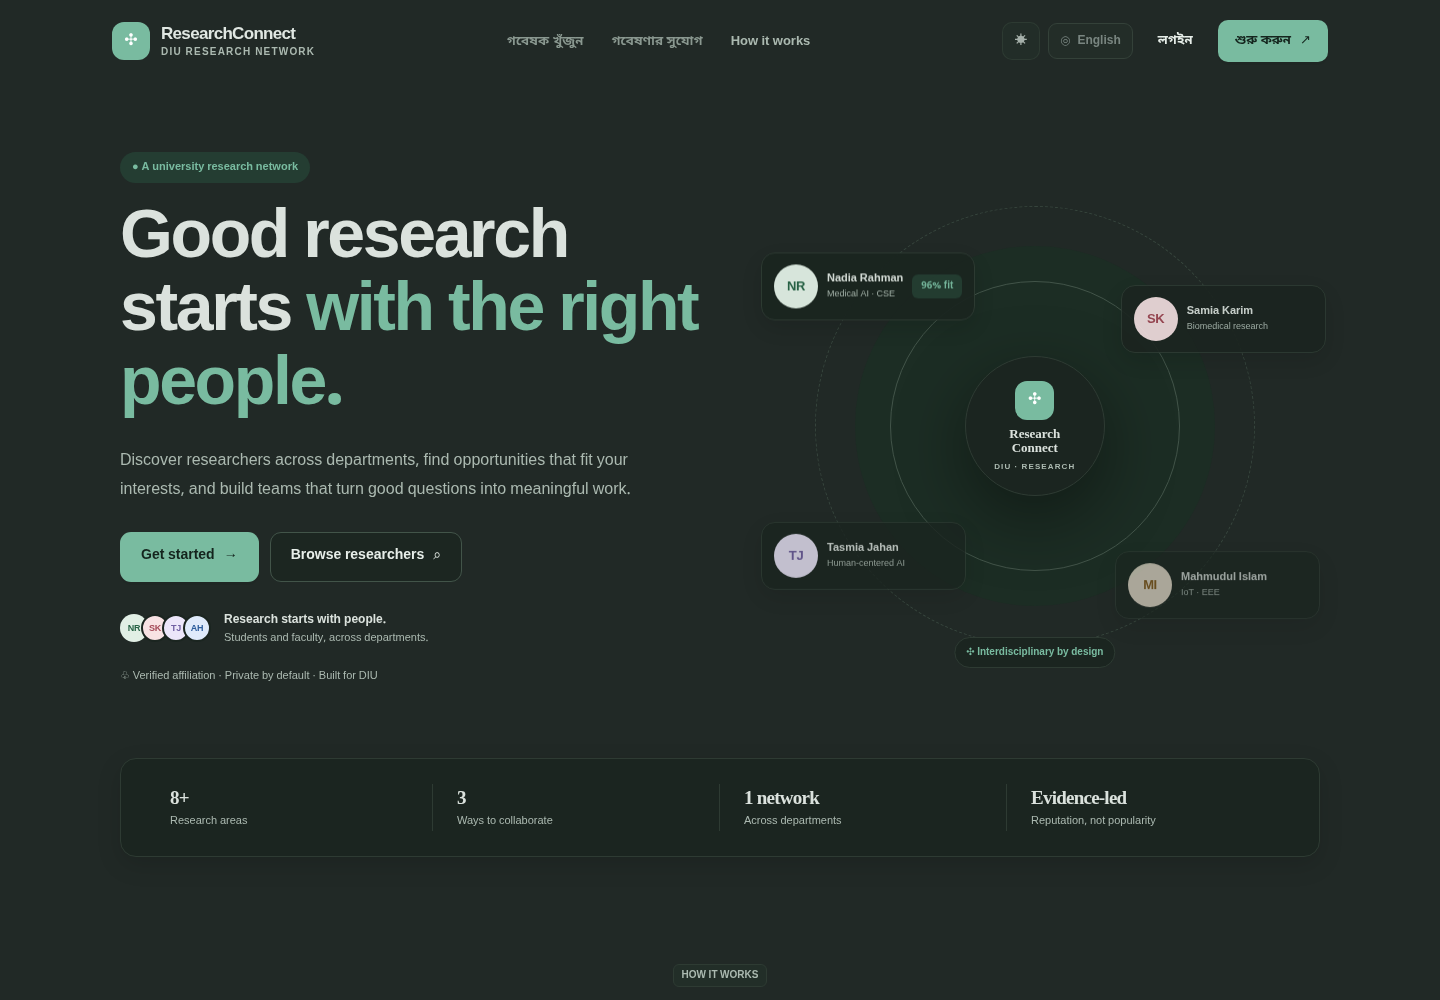 ResearchConnect
DIU RESEARCH NETWORK
গবেষক খুঁজুন
গবেষণার সুযোগ
How it works
English
লগইন
শুরু করুন ↗
● A university research network
Good research
starts with the right
people.
Discover researchers across departments, find opportunities that fit your
interests, and build teams that turn good questions into meaningful work.
Get started →
Browse researchers
NR
SK
TJ
AH
Research starts with people.
Students and faculty, across departments.
Verified affiliation · Private by default · Built for DIU
NR
Nadia Rahman
Medical AI · CSE
96% fit
SK
Samia Karim
Biomedical research
Research
Connect
DIU · RESEARCH
TJ
Tasmia Jahan
Human-centered AI
MI
Mahmudul Islam
IoT · EEE
Interdisciplinary by design
8+
Research areas
3
Ways to collaborate
1 network
Across departments
Evidence-led
Reputation, not popularity
HOW IT WORKS